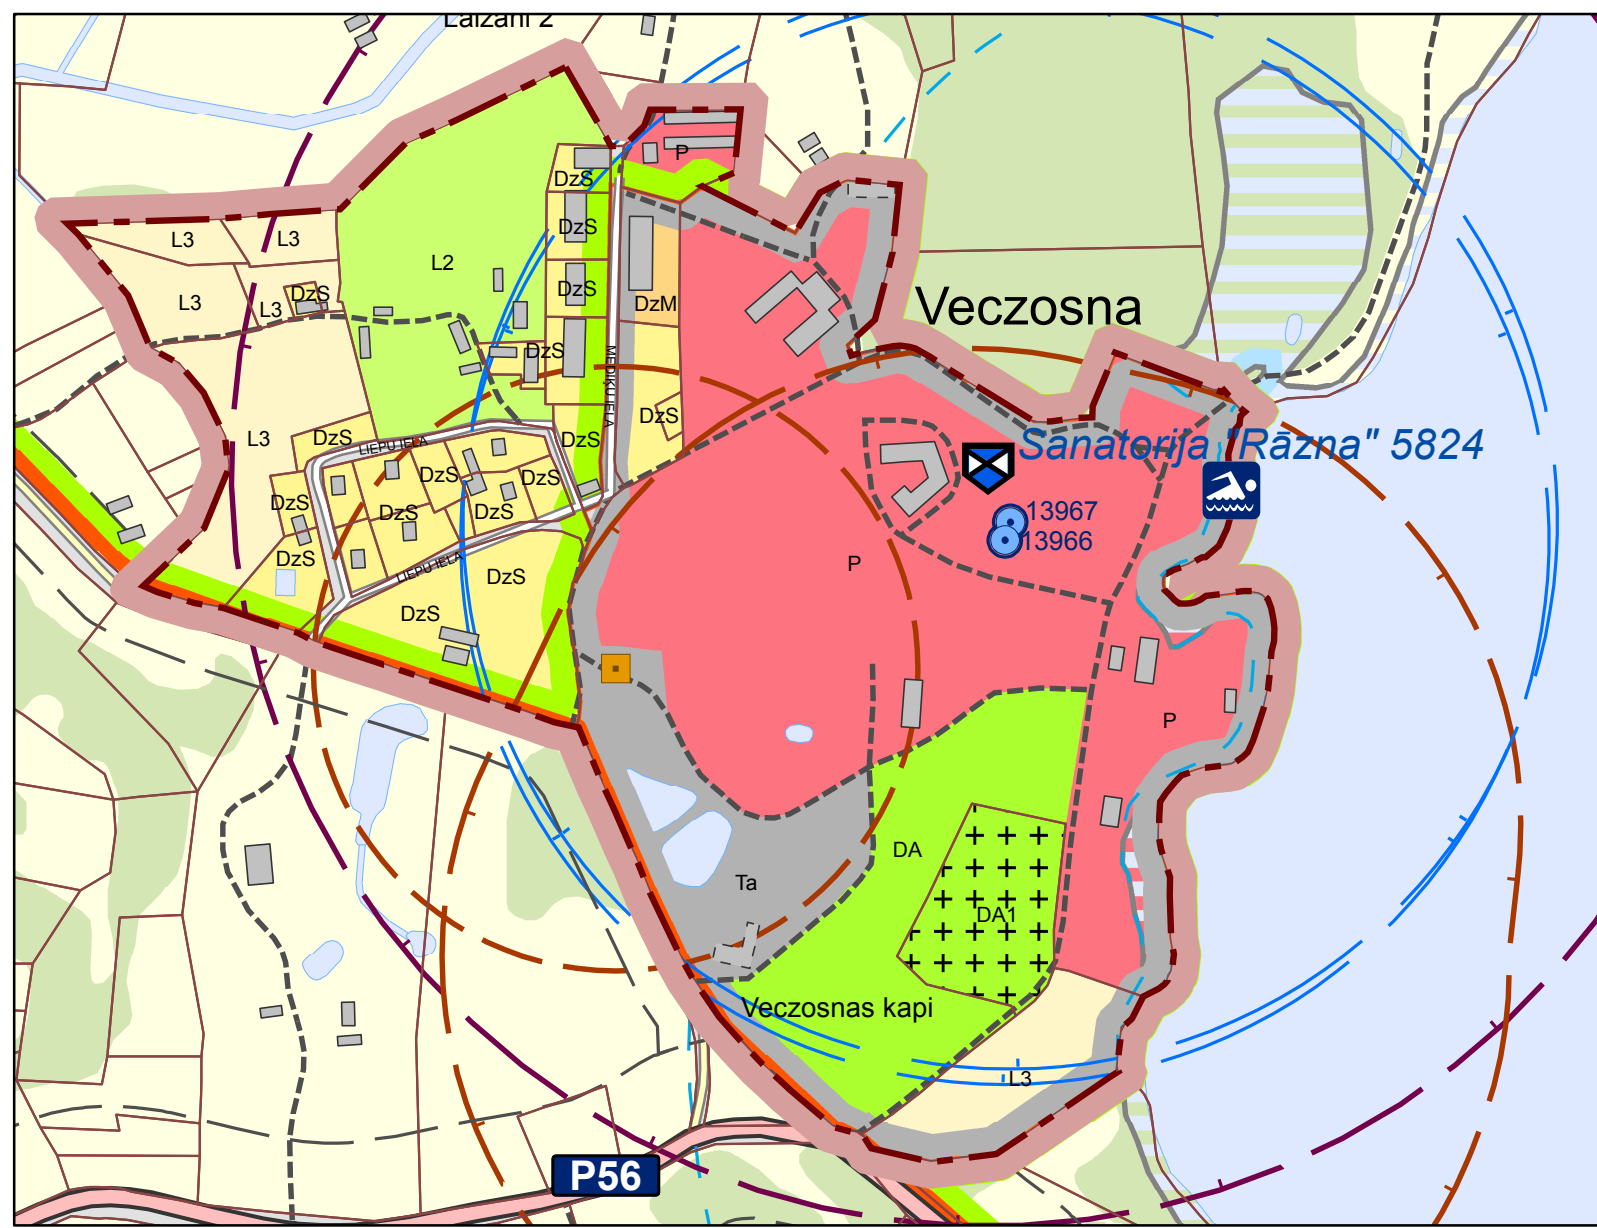 Laizāni 2
P
DzS
L3
L3
DzS
L2
L3
L3
DzS
DzS
DzM
Veczosna
DzS
MEDIĶU IELA
DzS
DzS
L3
DzS
LIEPU IELA
Sanatorija "Rāzna" 5824
DzS
DzS
DzS
DzS
DzS
13967
13966
DzS
LIEPU IELA
DzS
P
DzS
P
DA
Ta
DA1
Veczosnas kapi
L3
P56